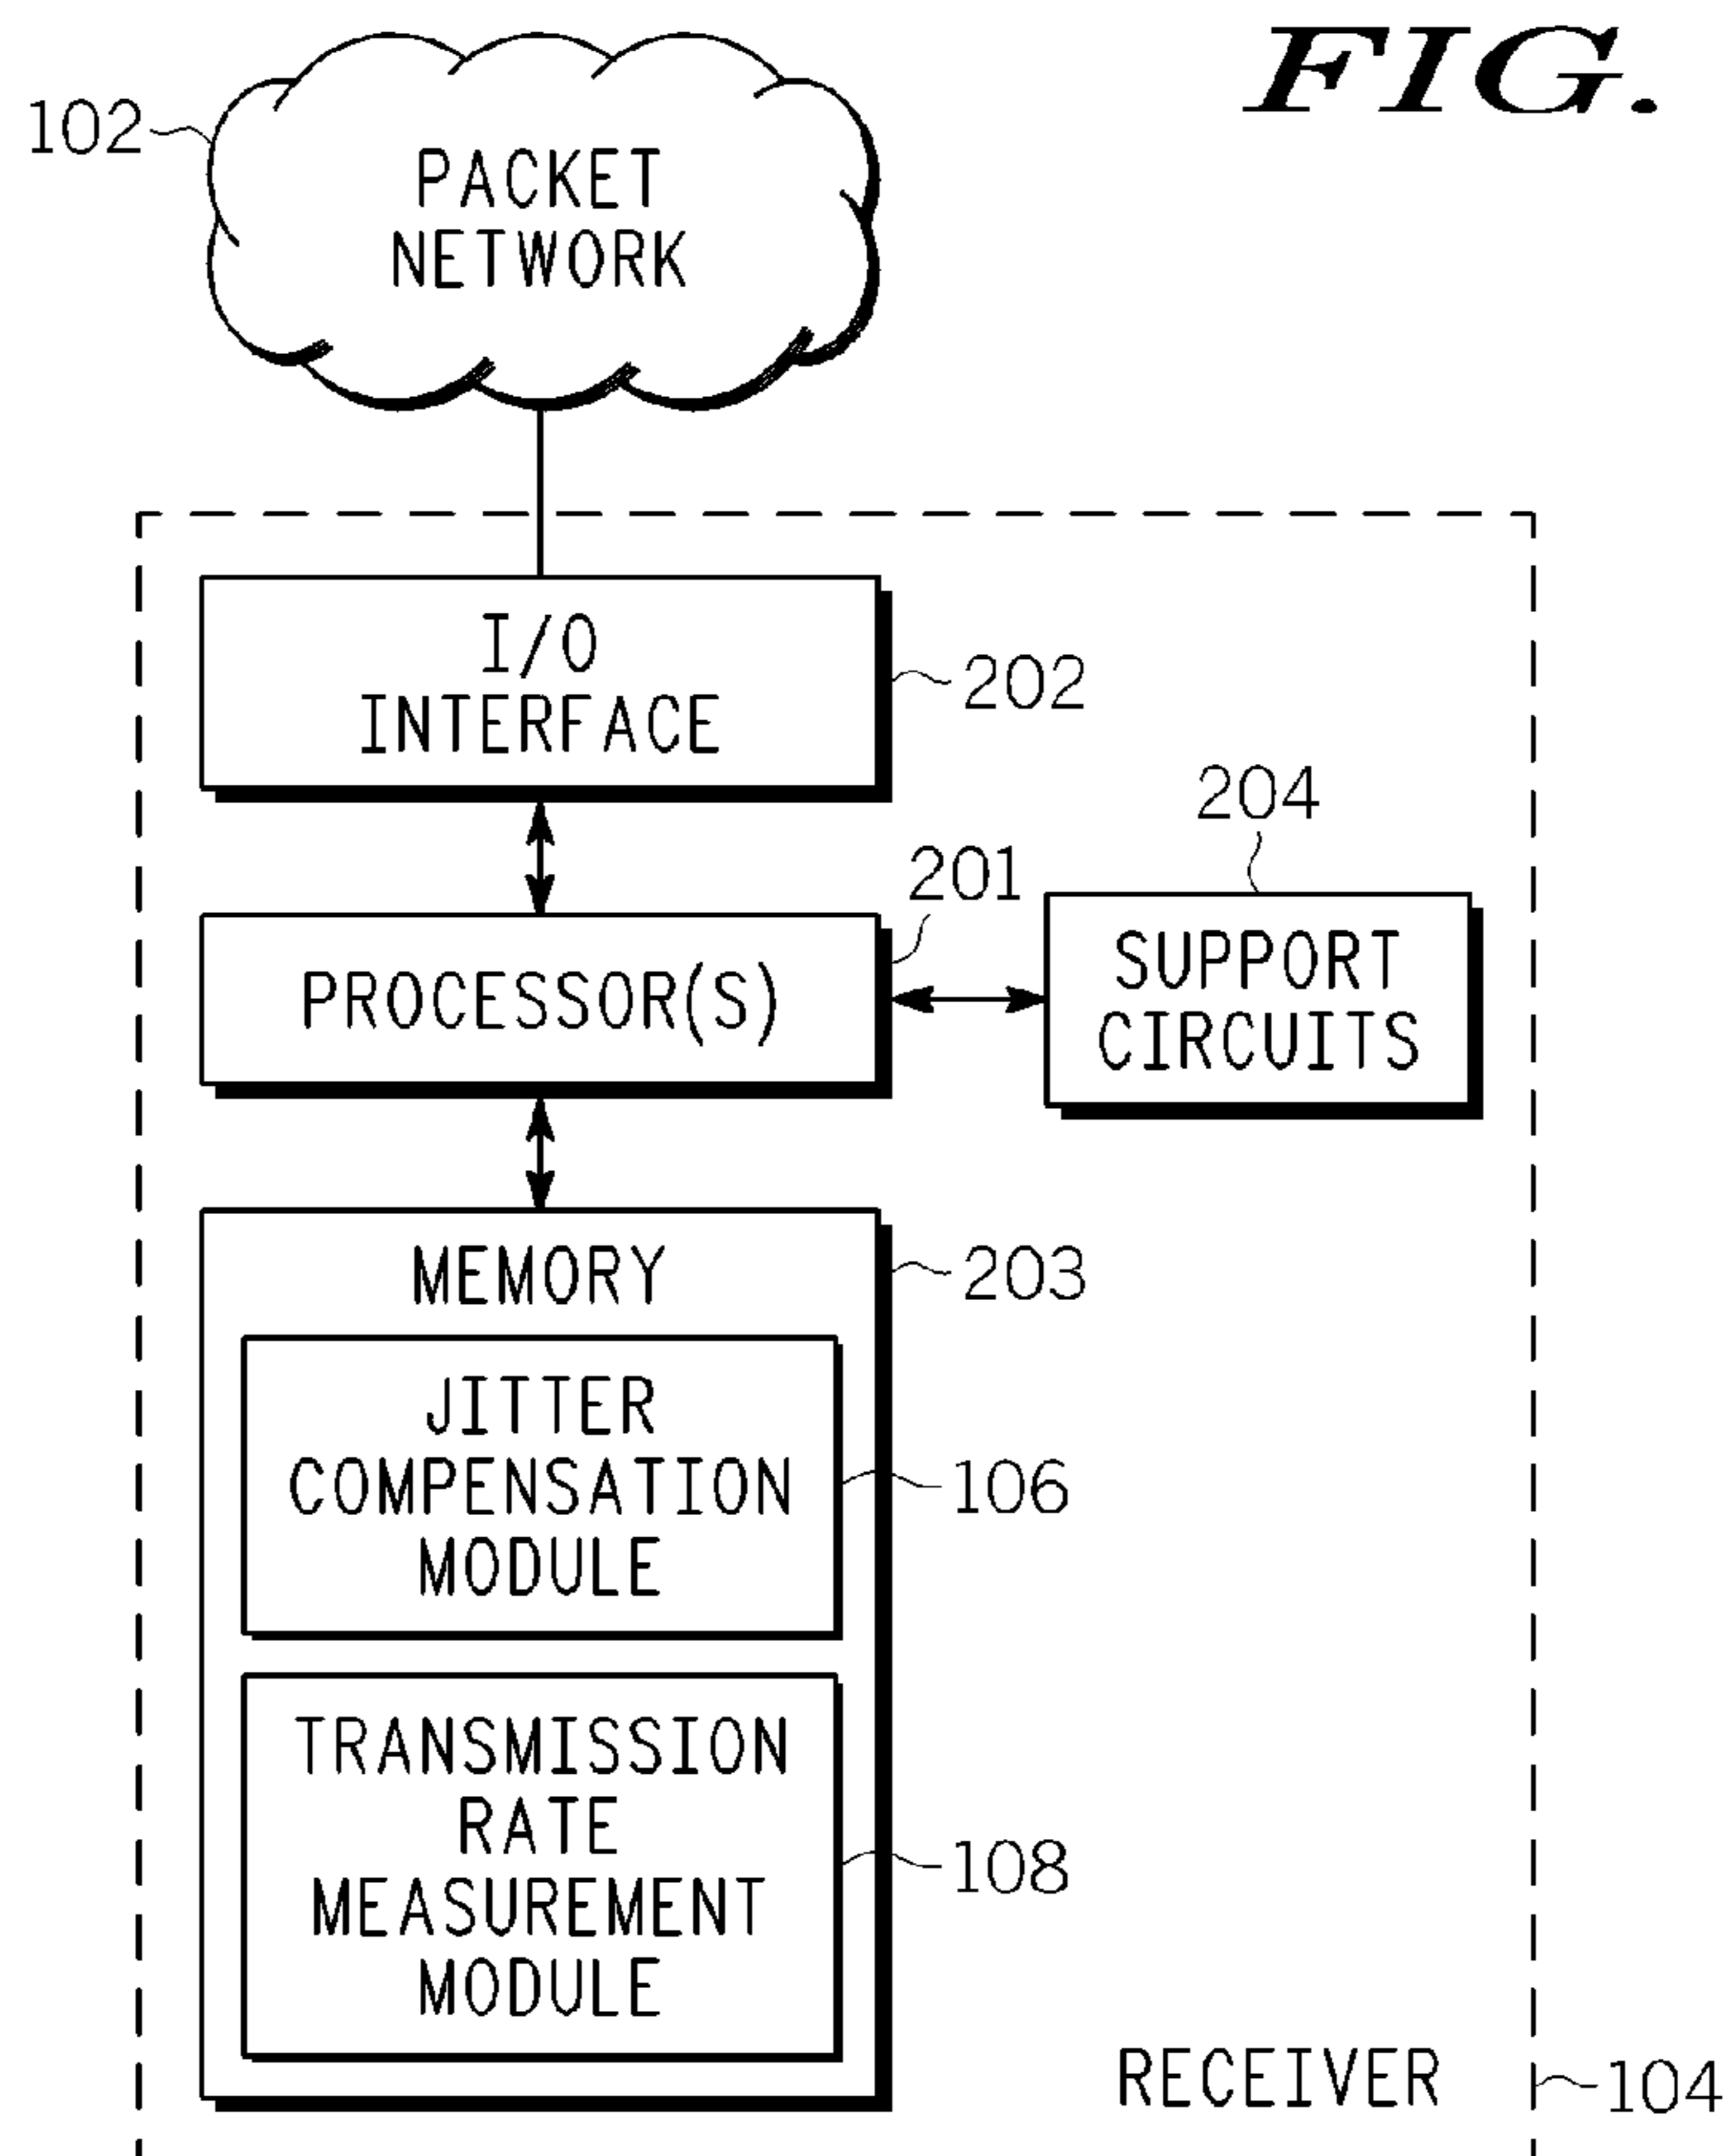 FIG.
102
PACKET
NETWORK
I/O
INTERFACE
202
204
201
PROCESSOR(S)
SUPPORT
CIRCUITS
MEMORY
203
JITTER
COMPENSATION
MODULE
106
TRANSMISSION
RATE
MEASUREMENT
MODULE
108
RECEIVER
104